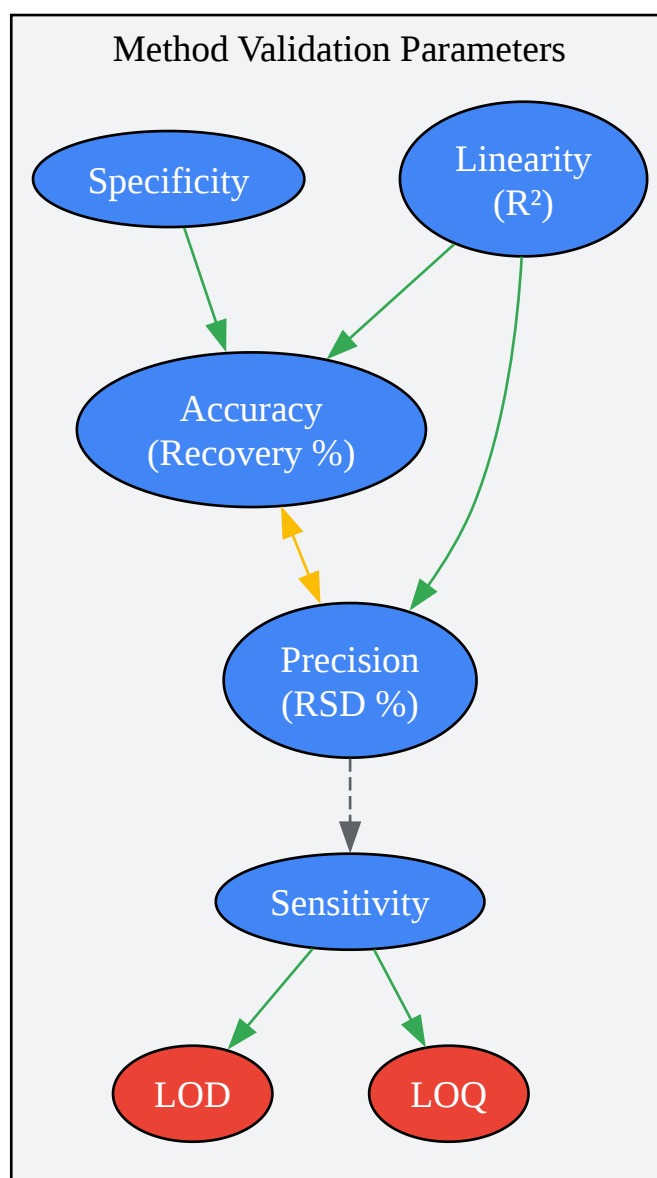 Method Validation Parameters
Specificity
Linearity
(R²)
Accuracy
(Recovery %)
Precision
(RSD %)
Sensitivity
LOD
LOQ